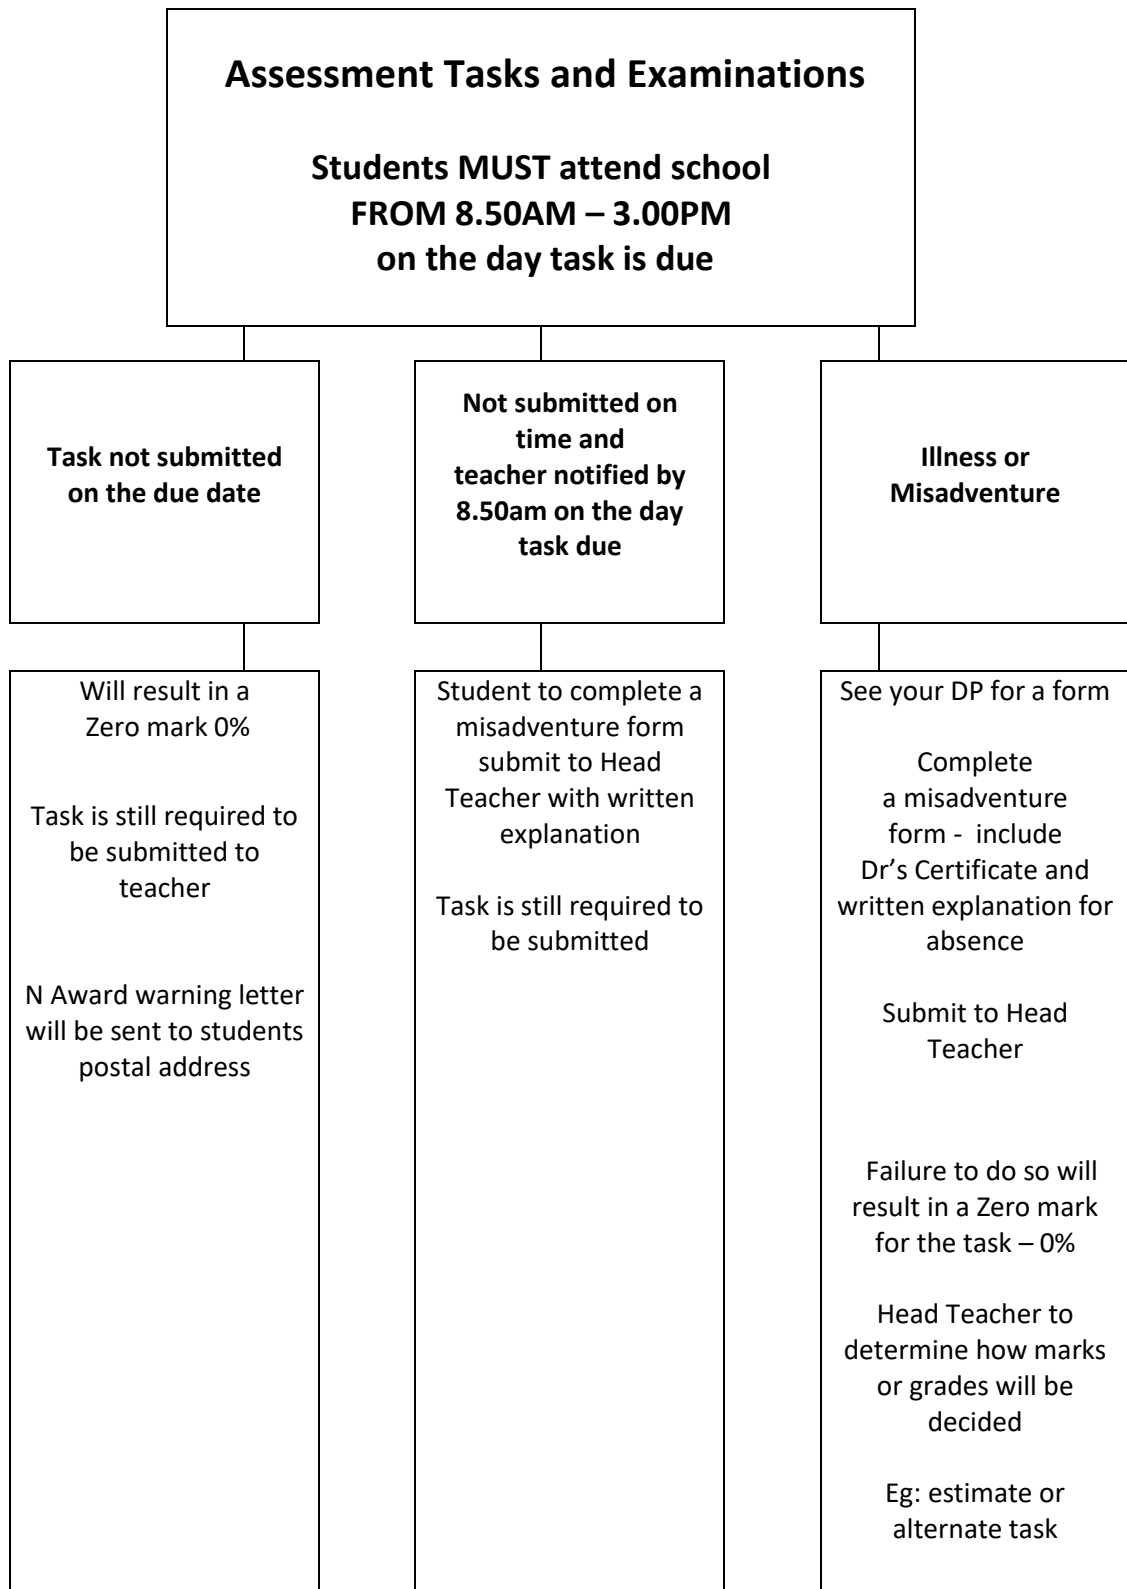 Assessment Tasks and Examinations
Students MUST attend school
FROM 8.50AM – 3.00PM
on the day task is due
Task not submitted
on the due date
Not submitted on
time and
teacher notified by
8.50am on the day
task due
Illness or
Misadventure
Will result in a
Zero mark 0%
Task is still required to
be submitted to
teacher
N Award warning letter
will be sent to students
postal address
Student to complete a
misadventure form
submit to Head
Teacher with written
explanation
Task is still required to
be submitted
See your DP for a form
Complete
a misadventure
form -  include
Dr’s Certificate and
written explanation for
absence
Submit to Head
Teacher
Failure to do so will
result in a Zero mark
for the task – 0%
Head Teacher to
determine how marks
or grades will be
decided
Eg: estimate or
alternate task